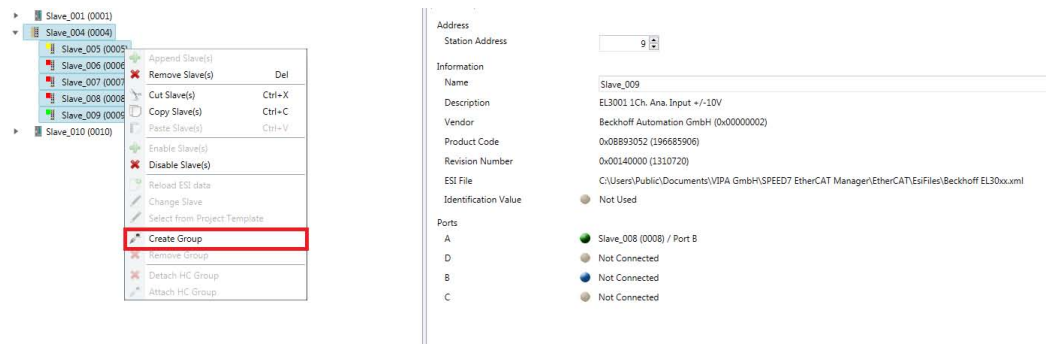 Slave_001 (0001)
Slave_004 (0004)
Slave_005 (0005)
Slave_006 (0006
Slave_007 (0007
Slave_008 (0008
Slave_009 (0009
Slave_010 (0010)
Append Slave(s)
Remove Slave(s) Del
Cut Slave(s) Ctrl+X
Copy Slave(s) Ctrl+C
Paste Slave(s) Ctrl+V
Enable Slave(s)
Disable Slave(s)
Reload ESI data
Change Slave
Select from Project Template
Create Group
Remove Group
Detach HC Group
Attach HC Group
Address
Station Address 9
Information
Name Slave_009
Description EL3001 1Ch. Ana. Input +/-10V
Vendor Beckhoff Automation GmbH (0x00000002)
Product Code 0x0BB93052 (196685906)
Revision Number 0x00140000 (1310720)
ESI File C:\Users\Public\Documents\VIPA GmbH\SPEED7 EtherCAT Manager\EtherCAT\EsiFiles\Beckhoff EL30xx.xml
Identification Value Not Used
Ports
A Slave_008 (0008) / Port B
D Not Connected
B Not Connected
C Not Connected